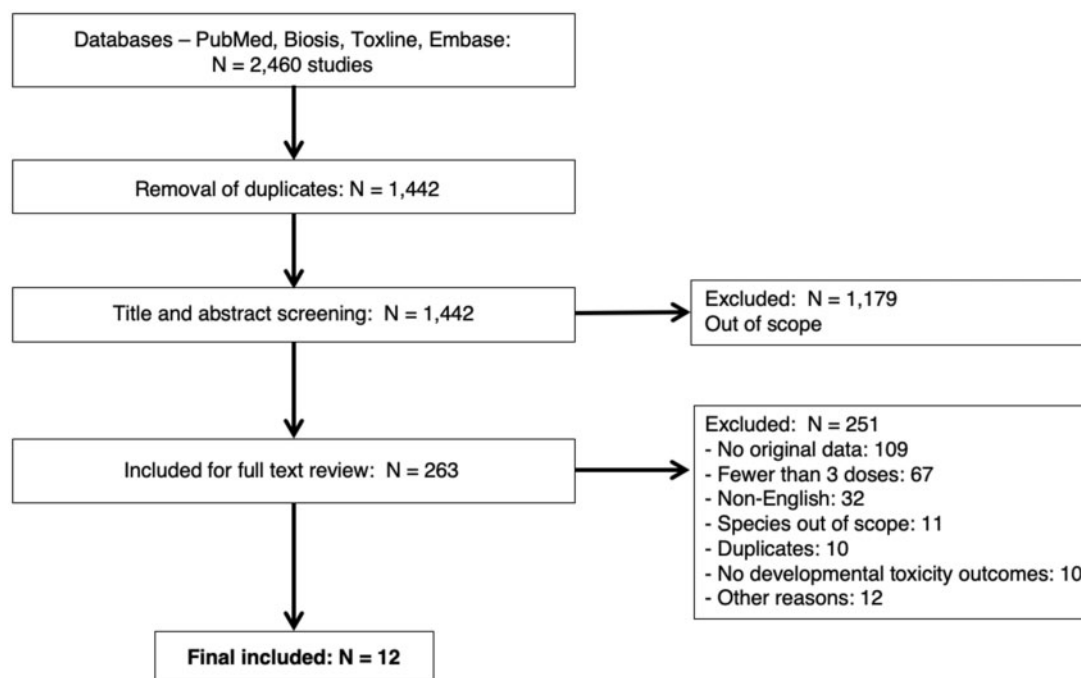 Databases – PubMed, Biosis, Toxline, Embase:
N = 2,460 studies
Removal of duplicates: N = 1,442
Title and abstract screening: N = 1,442
Excluded: N = 1,179
Out of scope
Included for full text review: N = 263
Excluded: N = 251
- No original data: 109
- Fewer than 3 doses: 67
- Non-English: 32
- Species out of scope: 11
- Duplicates: 10
- No developmental toxicity outcomes: 10
- Other reasons: 12
Final included: N = 12